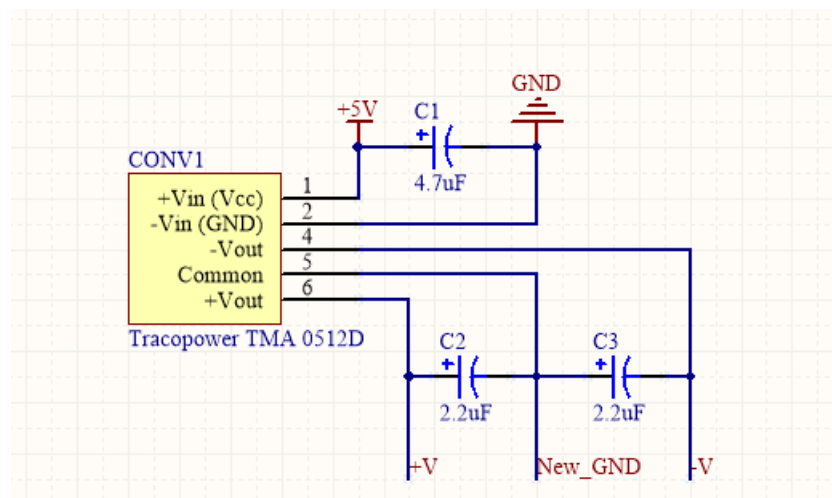 GND
+5V
C1
+
4.7uF
CONV1
+Vin (Vcc) 1
-Vin (GND) 2
-Vout 4
Common 5
+Vout 6
Tracopower TMA 0512D
C2
C3
+
+
2.2uF
2.2uF
+V
New_GND
-V